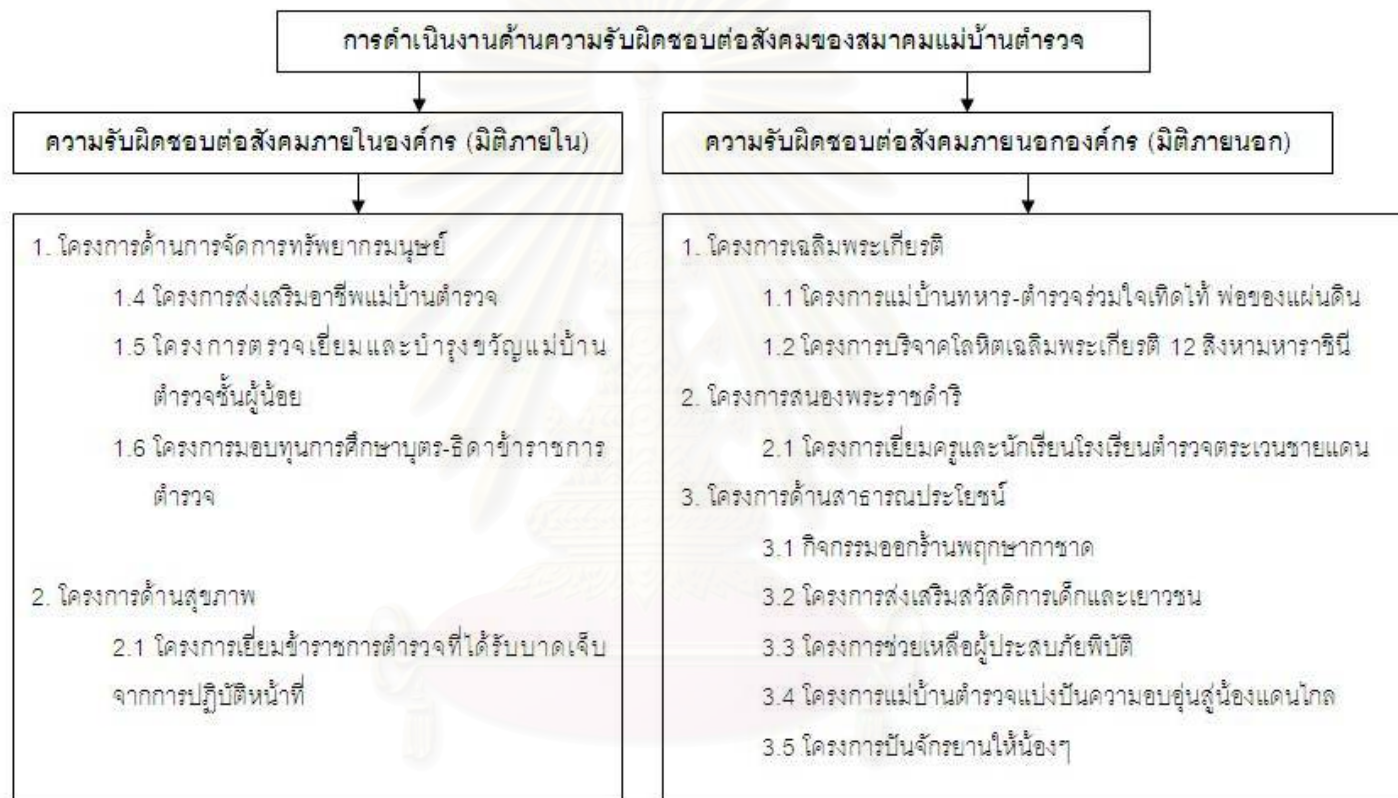 การดำเนินงานด้านความรับผิดชอบต่อสังคมของสมาคมแม่บ้านตำรวจ
ความรับผิดชอบต่อสังคมภายในองค์กร (มิติภายใน)
1. โครงการด้านการจัดการทรัพยากรมนุษย์
1.4 โครงการส่งเสริมอาชีพแม่บ้านตำรวจ
1.5 โครงการตรวจเยี่ยมและบำรุงขวัญแม่บ้าน
ตำรวจชั้นผู้น้อย
1.6 โครงการมอบทุนการศึกษาบุตร-ธิดาข้าราชการ
ตำรวจ
2. โครงการด้านสุขภาพ
2.1 โครงการเยี่ยมข้าราชการตำรวจที่ได้รับบาดเจ็บ
จากการปฏิบัติหน้าที่
ความรับผิดชอบต่อสังคมภายนอกองค์กร (มิติภายนอก)
1. โครงการเฉลิมพระเกียรติ
1.1 โครงการแม่บ้านทหาร-ตำรวจร่วมใจเทิดไท้ พ่อของแผ่นดิน
1.2 โครงการบริจาคโลหิตเฉลิมพระเกียรติ 12 สิงหามหาราชินี
2. โครงการสนองพระราชดำริ
2.1 โครงการเยี่ยมครูและนักเรียนโรงเรียนตำรวจตระเวนชายแดน
3. โครงการด้านสาธารณประโยชน์
3.1 กิจกรรมออกร้านพฤกษากาชาด
3.2 โครงการส่งเสริมสวัสดิการเด็กและเยาวชน
3.3 โครงการช่วยเหลือผู้ประสบภัยพิบัติ
3.4 โครงการแม่บ้านตำรวจแบ่งปันความอบอุ่นสู่น้องแดนไกล
3.5 โครงการปันจักรยานให้น้องๆ